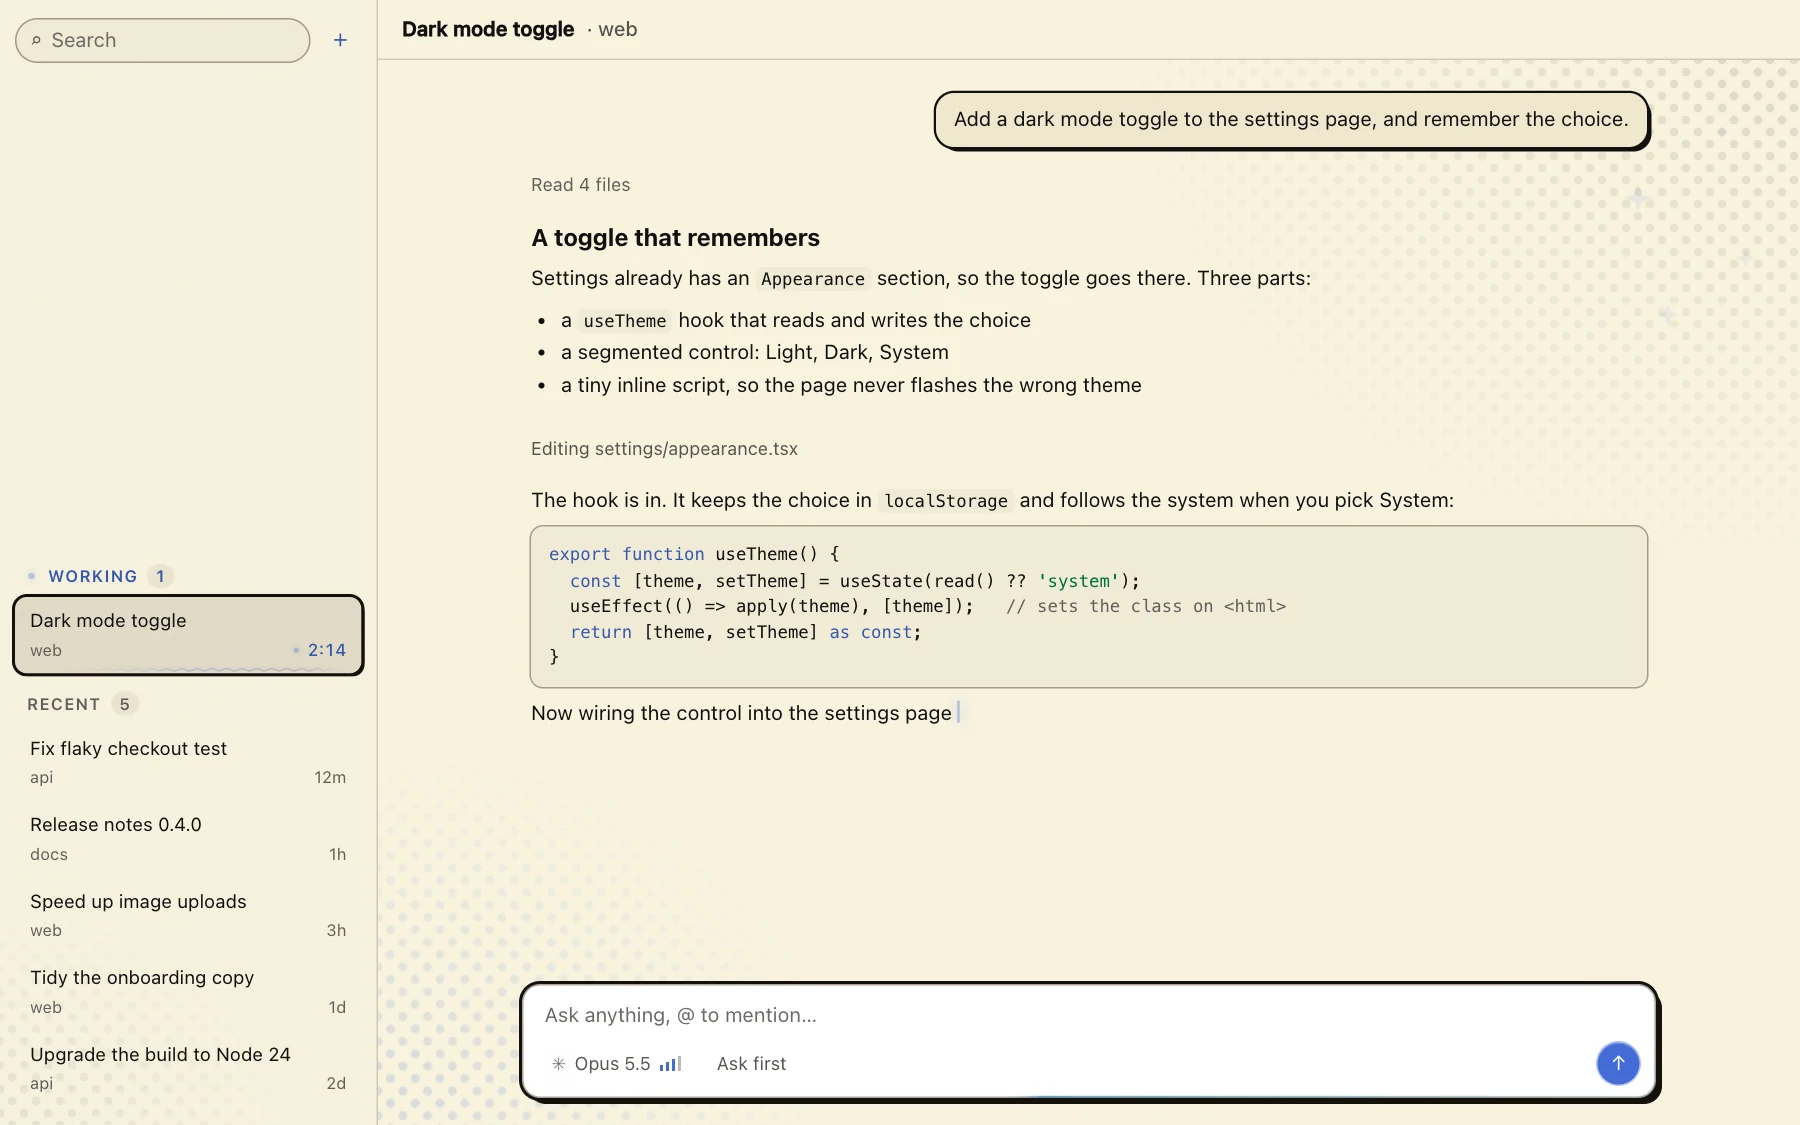 Search
+
Dark mode toggle · web
Add a dark mode toggle to the settings page, and remember the choice.
Read 4 files
A toggle that remembers
Settings already has an Appearance section, so the toggle goes there. Three parts:
• a useTheme hook that reads and writes the choice
• a segmented control: Light, Dark, System
• a tiny inline script, so the page never flashes the wrong theme
Editing settings/appearance.tsx
The hook is in. It keeps the choice in localStorage and follows the system when you pick System:
export function useTheme() {
  const [theme, setTheme] = useState(read() ?? 'system');
  useEffect(() => apply(theme), [theme]);   // sets the class on <html>
  return [theme, setTheme] as const;
}
Now wiring the control into the settings page
WORKING 1
Dark mode toggle
web 2:14
RECENT 5
Fix flaky checkout test
api 12m
Release notes 0.4.0
docs 1h
Speed up image uploads
web 3h
Tidy the onboarding copy
web 1d
Upgrade the build to Node 24
api 2d
Ask anything, @ to mention...
Opus 5.5 Ask first